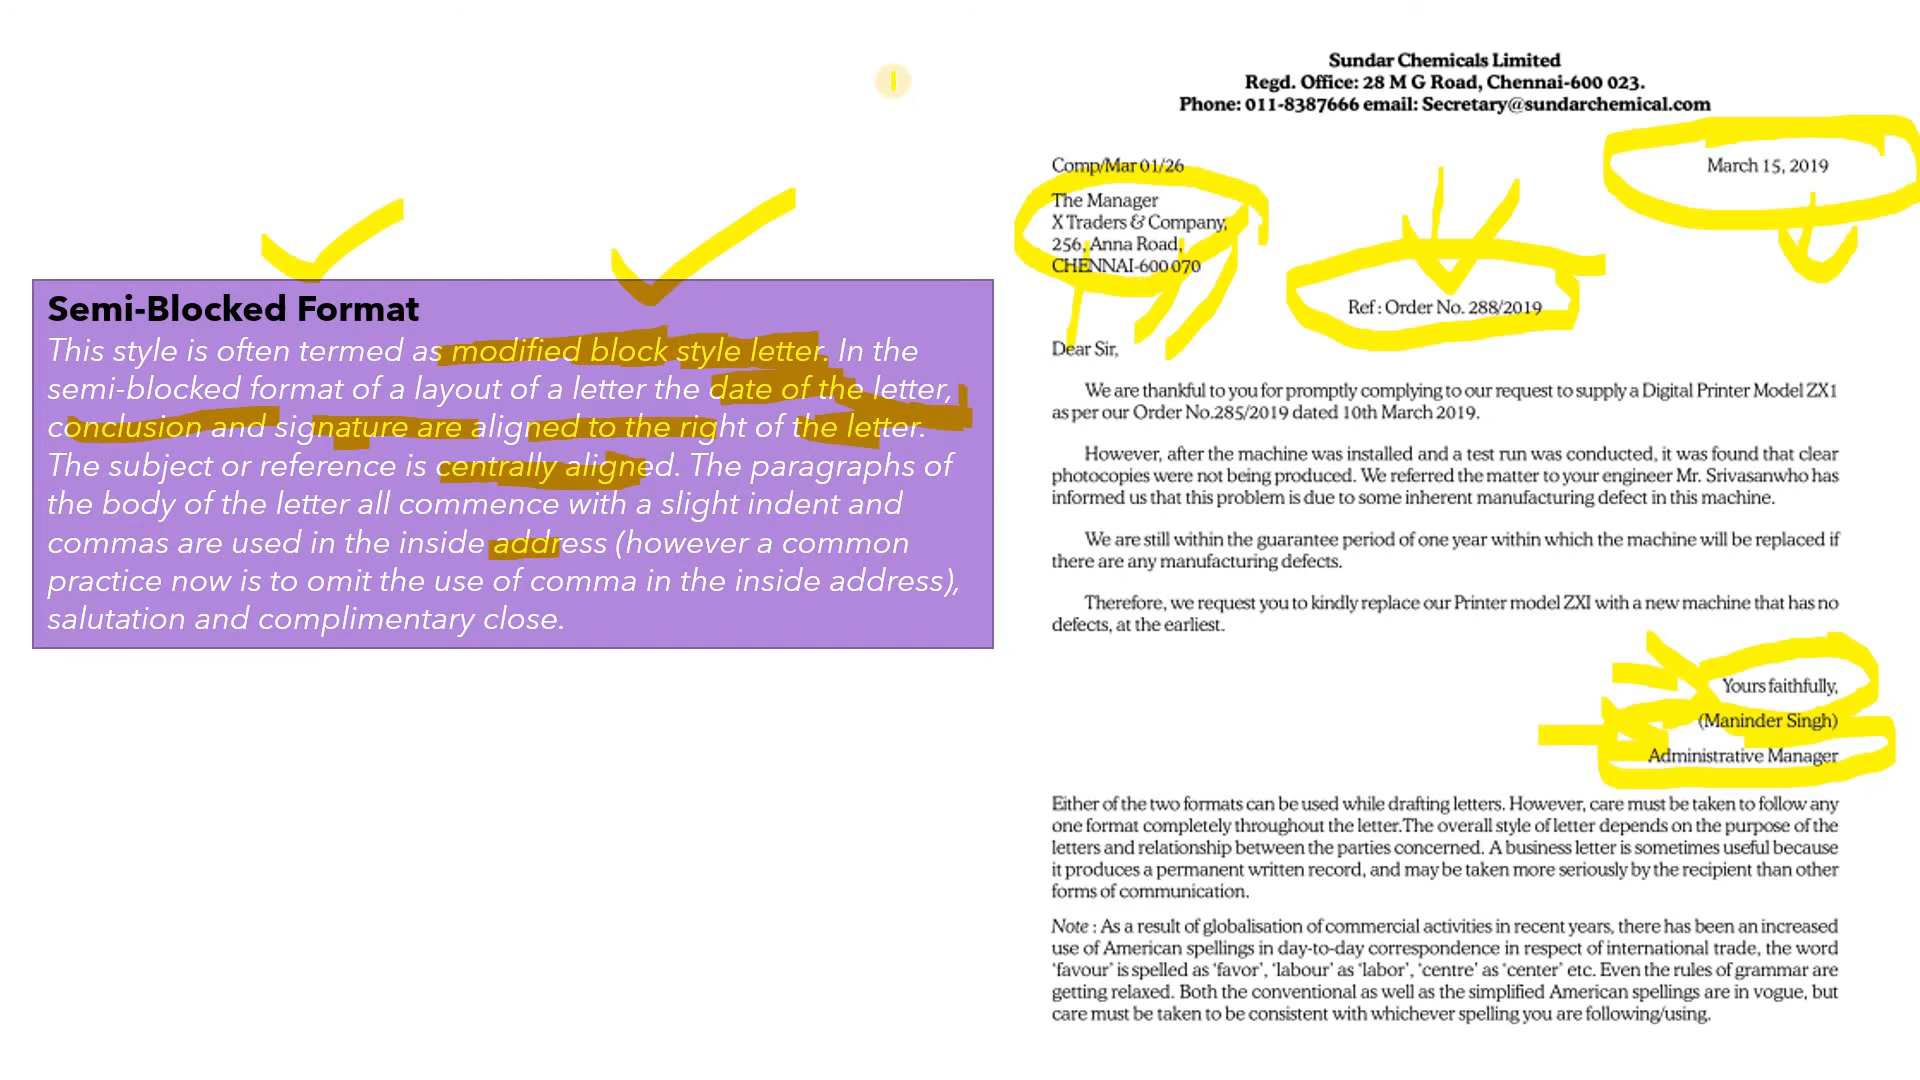 Semi-Blocked Format
This style is often termed as modified block style letter. In the
semi-blocked format of a layout of a letter the date of the letter,
conclusion and signature are aligned to the right of the letter.
The subject or reference is centrally aligned. The paragraphs of
the body of the letter all commence with a slight indent and
commas are used in the inside address (however a common
practice now is to omit the use of comma in the inside address),
salutation and complimentary close.
Sundar Chemicals Limited
Regd. Office: 28 M G Road, Chennai-600 023.
Phone: 011-8387666 email: Secretary@sundarchemical.com
Comp/Mar 01/26
March 15, 2019
The Manager
X Traders & Company,
256, Anna Road,
CHENNAI-600 070
Ref : Order No. 288/2019
Dear Sir,
We are thankful to you for promptly complying to our request to supply a Digital Printer Model ZX1
as per our Order No.285/2019 dated 10th March 2019.
However, after the machine was installed and a test run was conducted, it was found that clear
photocopies were not being produced. We referred the matter to your engineer Mr. Srivasanwho has
informed us that this problem is due to some inherent manufacturing defect in this machine.
We are still within the guarantee period of one year within which the machine will be replaced if
there are any manufacturing defects.
Therefore, we request you to kindly replace our Printer model ZXI with a new machine that has no
defects, at the earliest.
Yours faithfully,
(Maninder Singh)
Administrative Manager
Either of the two formats can be used while drafting letters. However, care must be taken to follow any
one format completely throughout the letter.The overall style of letter depends on the purpose of the
letters and relationship between the parties concerned. A business letter is sometimes useful because
it produces a permanent written record, and may be taken more seriously by the recipient than other
forms of communication.
Note : As a result of globalisation of commercial activities in recent years, there has been an increased
use of American spellings in day-to-day correspondence in respect of international trade, the word
'favour' is spelled as 'favor', 'labour' as 'labor', 'centre' as 'center' etc. Even the rules of grammar are
getting relaxed. Both the conventional as well as the simplified American spellings are in vogue, but
care must be taken to be consistent with whichever spelling you are following/using.